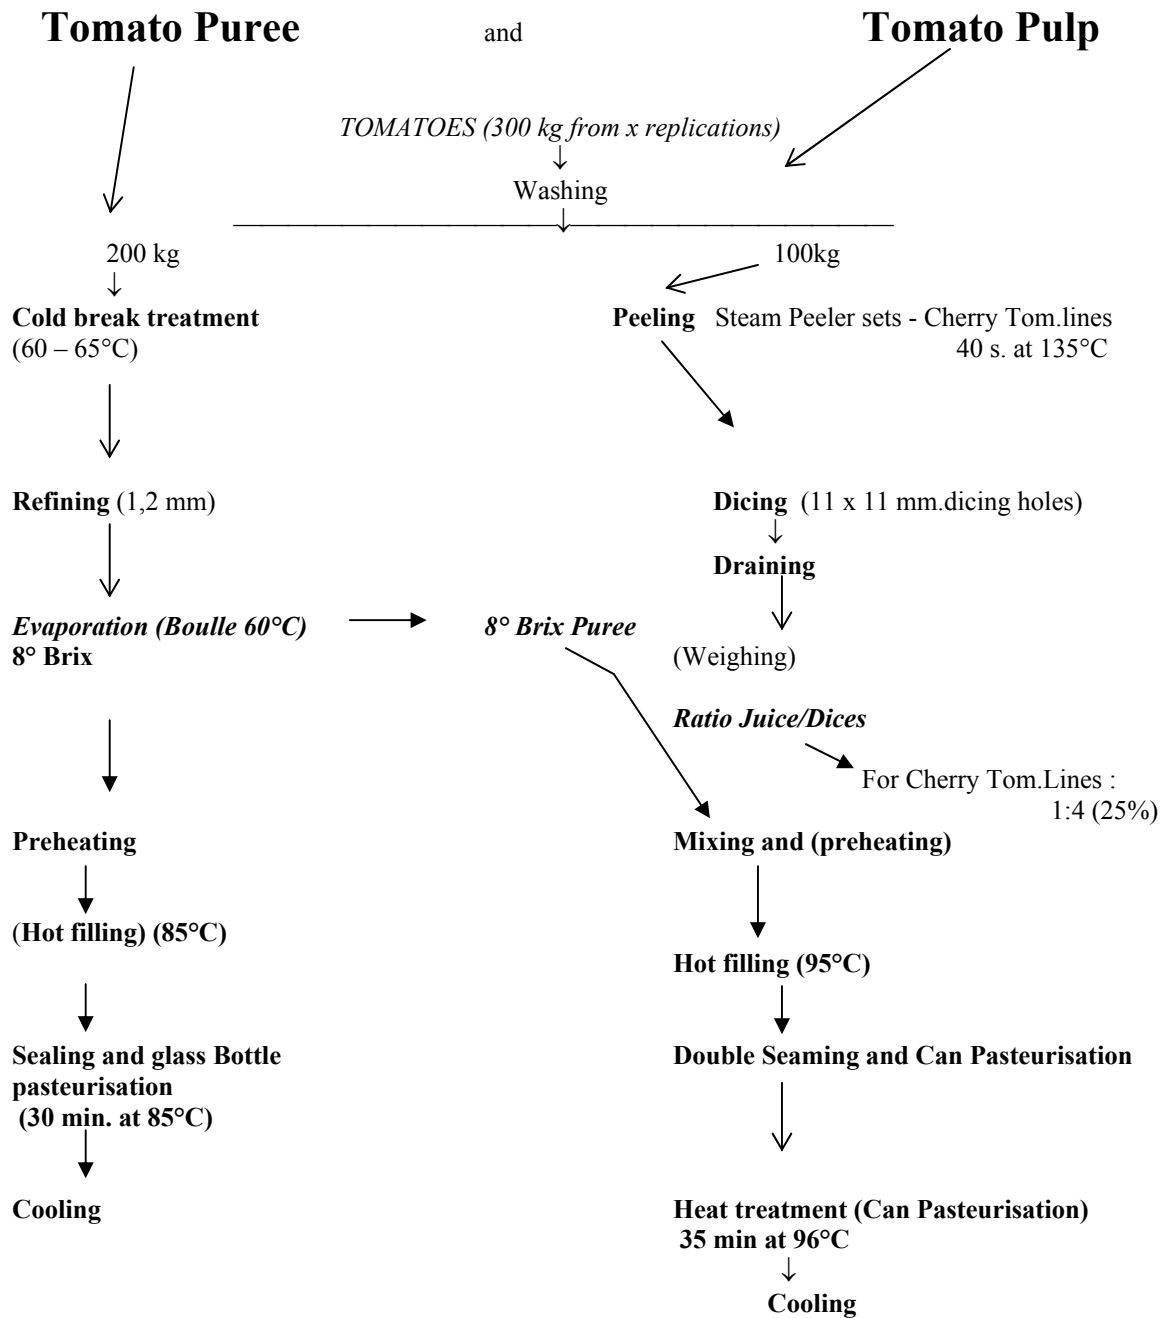 Tomato Puree and Tomato Pulp
TOMATOES (300 kg from x replications)
Washing
200 kg 100kg
Cold break treatment Peeling Steam Peeler sets - Cherry Tom.lines
(60 – 65°C) 40 s. at 135°C
Refining (1,2 mm) Dicing (11 x 11 mm.dicing holes)
Draining
Evaporation (Boulle 60°C) 8° Brix Puree
8° Brix (Weighing)
Ratio Juice/Dices
For Cherry Tom.Lines :
1:4 (25%)
Preheating Mixing and (preheating)
(Hot filling) (85°C)
Hot filling (95°C)
Sealing and glass Bottle Double Seaming and Can Pasteurisation
pasteurisation
(30 min. at 85°C)
Cooling Heat treatment (Can Pasteurisation)
35 min at 96°C
Cooling